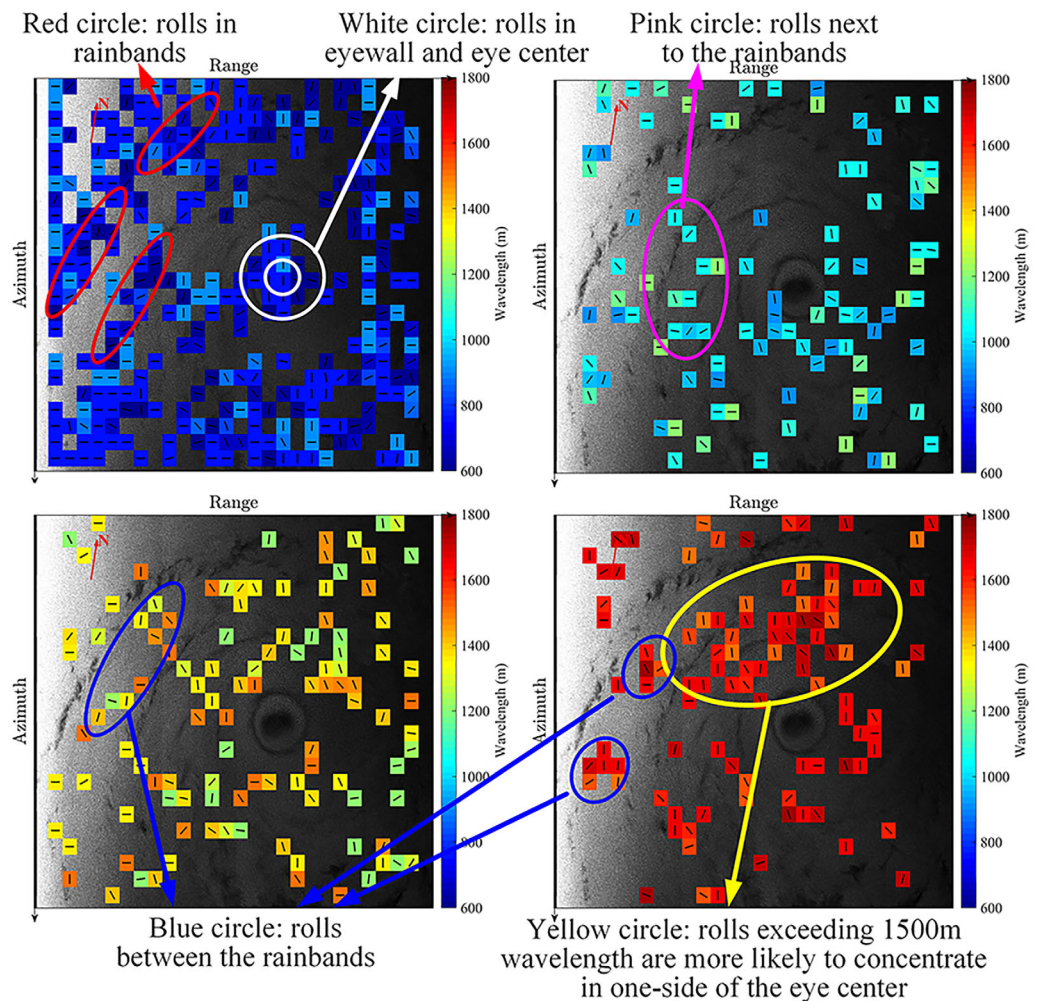 Red circle: rolls in
rainbands
White circle: rolls in
eyewall and eye center
Pink circle: rolls next
to the rainbands
Range
Azimuth
N
1800
1600
1400
1200
1000
800
600
Wavelength (m)
Range
Azimuth
N
1800
1600
1400
1200
1000
800
600
Wavelength (m)
Range
Azimuth
N
1800
1600
1400
1200
1000
800
600
Wavelength (m)
Range
Azimuth
1800
1600
1400
1200
1000
800
600
Wavelength (m)
Blue circle: rolls
between the rainbands
Yellow circle: rolls exceeding 1500m
wavelength are more likely to concentrate
in one-side of the eye center